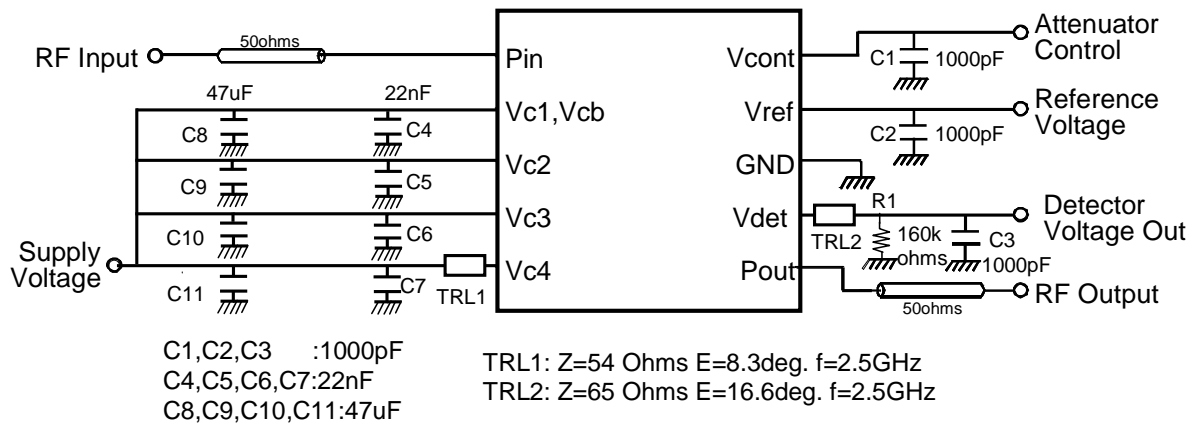 50ohms
RF Input
Pin
Vcont
C1
1000pF
Attenuator
Control
47uF
22nF
C8
C4
Vc1,Vcb
Vref
C2
1000pF
Reference
Voltage
C9
C5
Vc2
GND
C10
C6
Vc3
Vdet
TRL2
R1
160k
ohms
C3
1000pF
Detector
Voltage Out
Supply
Voltage
C11
C7
TRL1
Vc4
Pout
50ohms
RF Output
C1,C2,C3 :1000pF
C4,C5,C6,C7:22nF
C8,C9,C10,C11:47uF
TRL1: Z=54 Ohms E=8.3deg. f=2.5GHz
TRL2: Z=65 Ohms E=16.6deg. f=2.5GHz